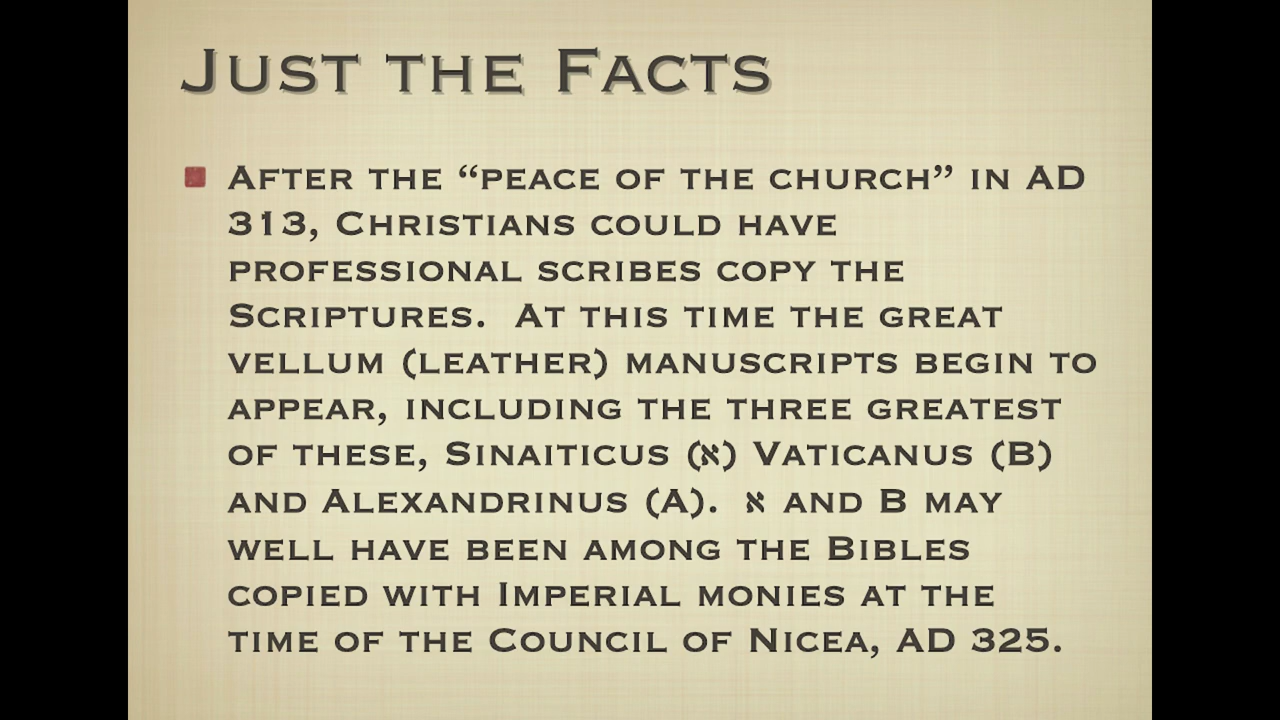 Just the Facts
After the “peace of the church” in AD
313, Christians could have
professional scribes copy the
Scriptures. At this time the great
vellum (leather) manuscripts begin to
appear, including the three greatest
of these, Sinaiticus (א) Vaticanus (B)
and Alexandrinus (A). א and B may
well have been among the Bibles
copied with Imperial monies at the
time of the Council of Nicea, AD 325.